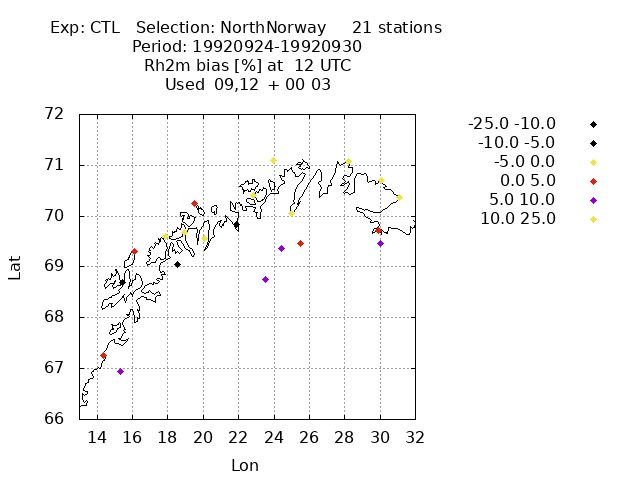 Exp: CTL Selection: NorthNorway 21 stations
Period: 19920924-19920930
Rh2m bias [%] at 12 UTC
Used 09,12 + 00 03
72
71
70
69
68
67
66
Lat
14 16 18 20 22 24 26 28 30 32
Lon
-25.0 -10.0
-10.0 -5.0
-5.0 0.0
0.0 5.0
5.0 10.0
10.0 25.0